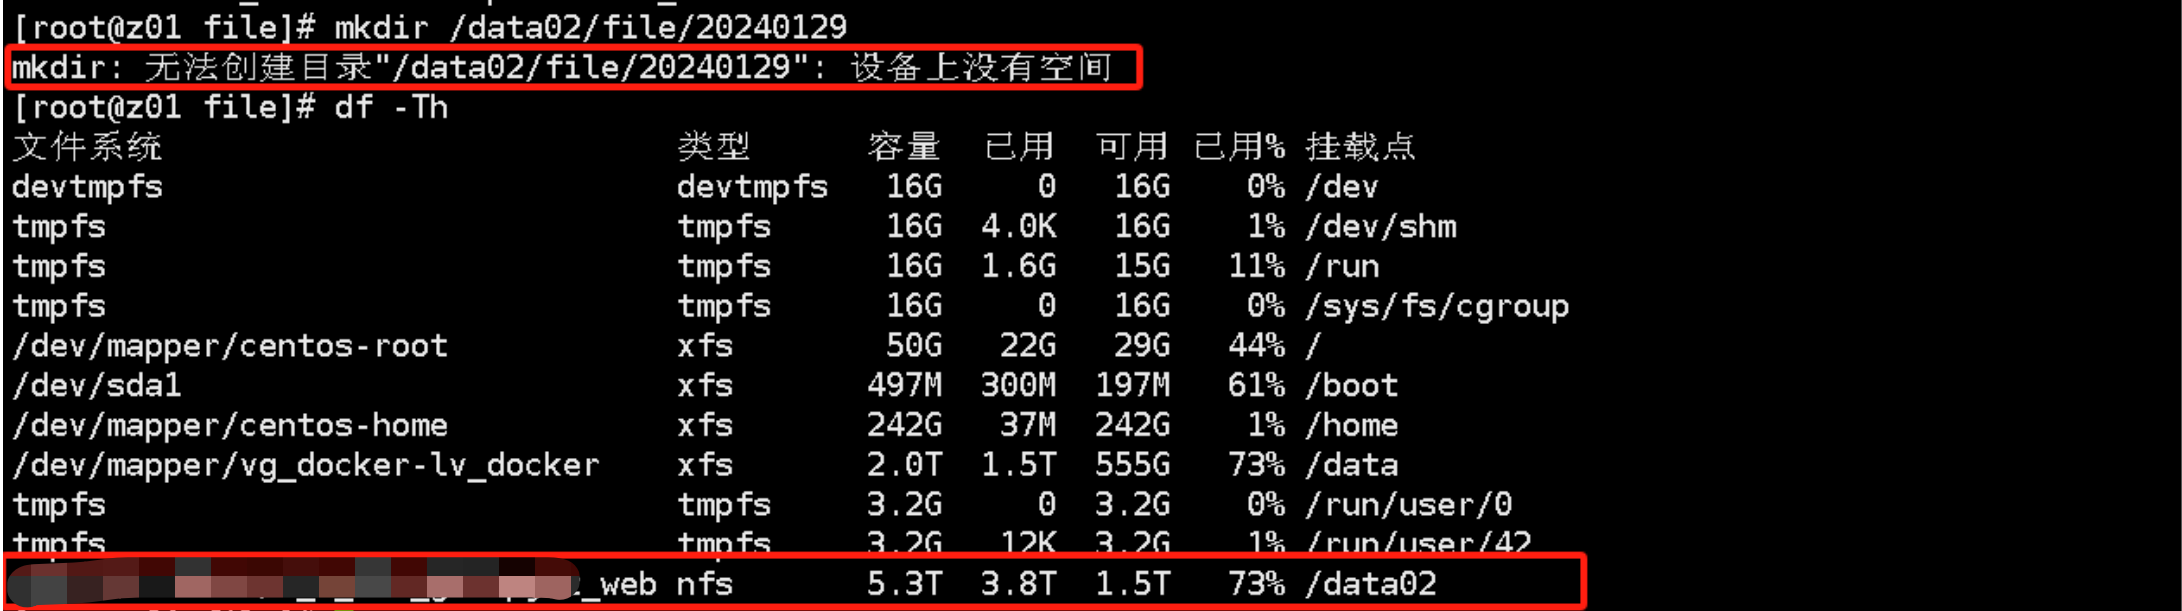 [root@z01 file]# mkdir /data02/file/20240129
mkdir: 无法创建目录"/data02/file/20240129": 设备上没有空间
[root@z01 file]# df -Th
文件系统 类型 容量 已用 可用 已用% 挂载点
devtmpfs devtmpfs 16G 0 16G 0% /dev
tmpfs tmpfs 16G 4.0K 16G 1% /dev/shm
tmpfs tmpfs 16G 1.6G 15G 11% /run
tmpfs tmpfs 16G 0 16G 0% /sys/fs/cgroup
/dev/mapper/centos-root xfs 50G 22G 29G 44% /
/dev/sda1 xfs 497M 300M 197M 61% /boot
/dev/mapper/centos-home xfs 242G 37M 242G 1% /home
/dev/mapper/vg_docker-lv_docker xfs 2.0T 1.5T 555G 73% /data
tmpfs tmpfs 3.2G 0 3.2G 0% /run/user/0
tmpfs tmpfs 3.2G 12K 3.2G 1% /run/user/42
_web nfs 5.3T 3.8T 1.5T 73% /data02